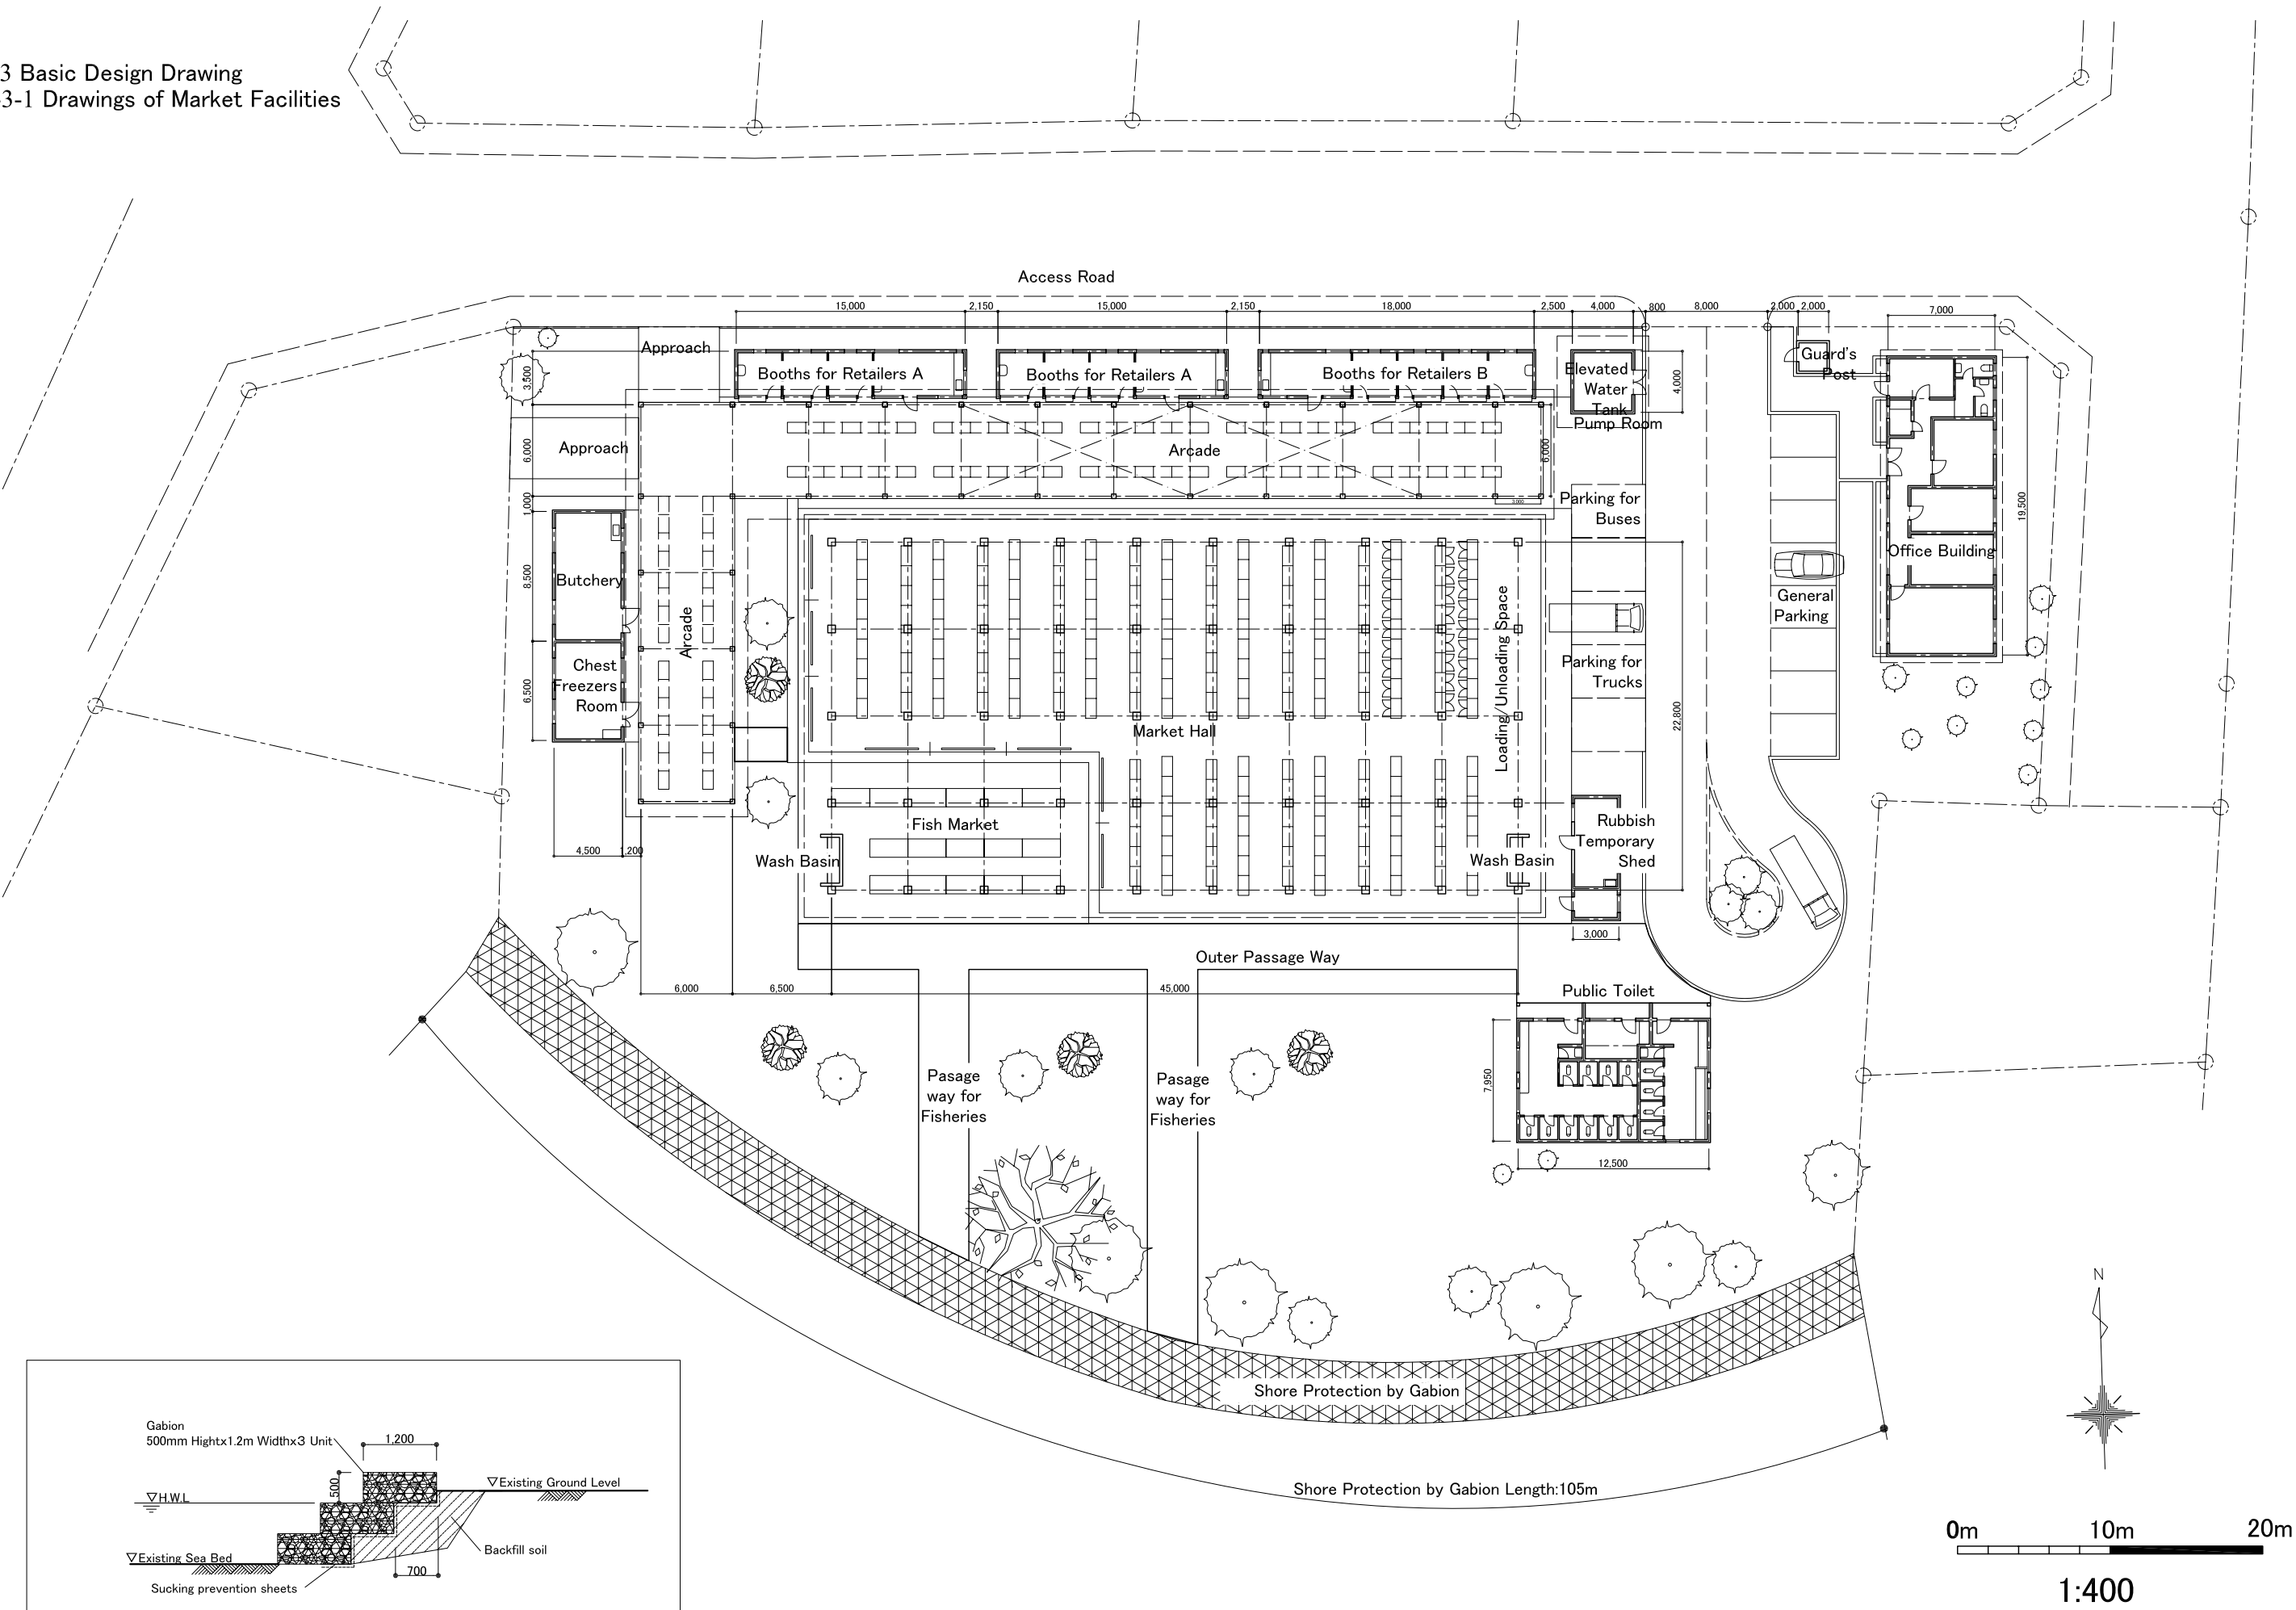 3 Basic Design Drawing
3-1 Drawings of Market Facilities
Access Road
15,000
2,150
15,000
2,150
18,000
2,500
4,000
800
8,000
2,000
2,000
7,000
Approach
3,500
Booths for Retailers A
Booths for Retailers A
Booths for Retailers B
Elevated
Water
Tank
Pump Room
4,000
Guard's
Post
Approach
6,000
Arcade
6,000
1,000
3,000
Parking for
Buses
19,500
Butchery
8,500
Arcade
Office Building
General
Parking
Loading/Unloading Space
Chest
Freezers
Room
6,500
Parking for
Trucks
22,800
Market Hall
Fish Market
Rubbish
Temporary
Shed
4,500
1,200
Wash Basin
Wash Basin
3,000
Outer Passage Way
6,000
6,500
45,000
Public Toilet
Pasage
way for
Fisheries
Pasage
way for
Fisheries
7,950
12,500
N
Shore Protection by Gabion
Shore Protection by Gabion Length:105m
Gabion
500mm Hightx1.2m Widthx3 Unit
1,200
500
▽Existing Ground Level
▽H.W.L
▽Existing Sea Bed
Backfill soil
700
Sucking prevention sheets
0m
10m
20m
1:400